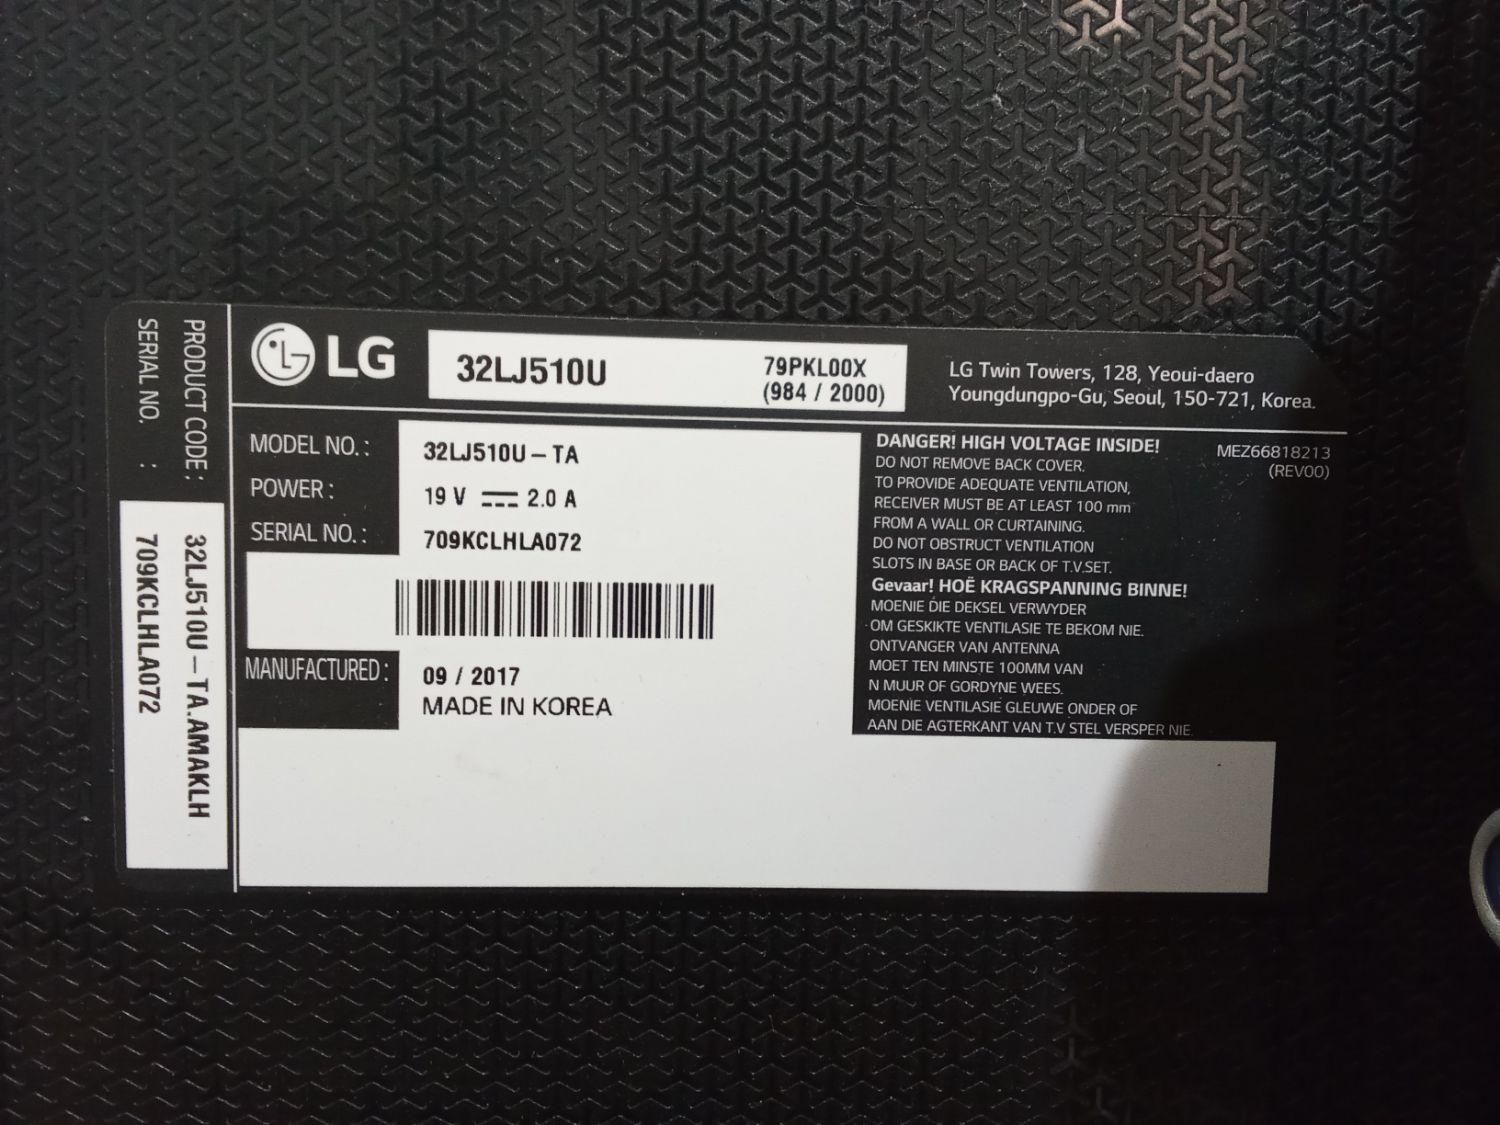 PRODUCT CODE : 32LJ510U – TA.AMAKLH
SERIAL NO. : 709KCLHLA072
LG
32LJ510U
79PKL00X
(984 / 2000)
LG Twin Towers, 128, Yeoui-daero
Youngdungpo-Gu, Seoul, 150-721, Korea.
MODEL NO. : 32LJ510U – TA
POWER : 19 V ⎓ 2.0 A
SERIAL NO. : 709KCLHLA072
MANUFACTURED : 09 / 2017
MADE IN KOREA
DANGER! HIGH VOLTAGE INSIDE!
DO NOT REMOVE BACK COVER.
TO PROVIDE ADEQUATE VENTILATION,
RECEIVER MUST BE AT LEAST 100 mm
FROM A WALL OR CURTAINING.
DO NOT OBSTRUCT VENTILATION
SLOTS IN BASE OR BACK OF T.V.SET.
Gevaar! HOË KRAGSPANNING BINNE!
MOENIE DIE DEKSEL VERWYDER
OM GESKIKTE VENTILASIE TE BEKOM NIE.
ONTVANGER VAN ANTENNA
MOET TEN MINSTE 100MM VAN
N MUUR OF GORDYNE WEES.
MOENIE VENTILASIE GLEUWE ONDER OF
AAN DIE AGTERKANT VAN T.V STEL VERSPER NIE.
MEZ66818213
(REV00)